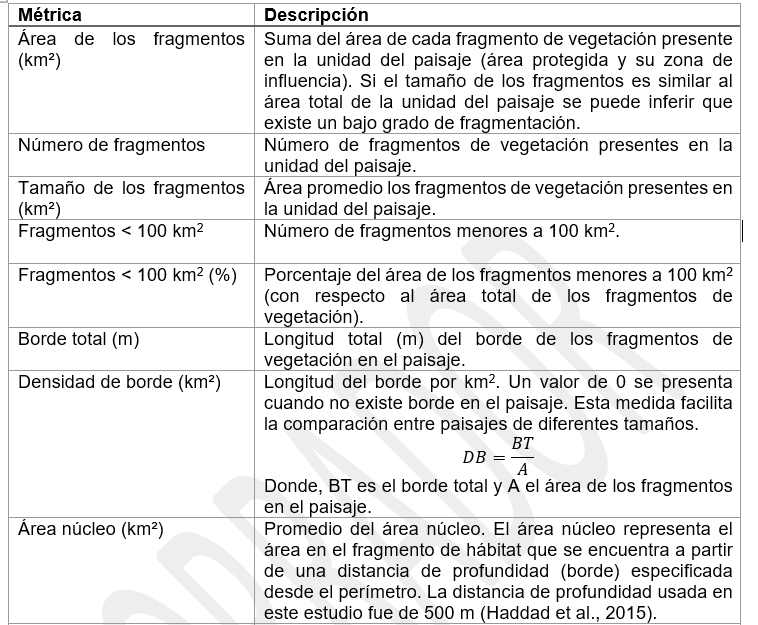 Métrica Descripción
Área de los fragmentos (km²)
Suma del área de cada fragmento de vegetación presente
en la unidad del paisaje (área protegida y su zona de
influencia). Si el tamaño de los fragmentos es similar al
área total de la unidad del paisaje se puede inferir que
existe un bajo grado de fragmentación.
Número de fragmentos
Número de fragmentos de vegetación presentes en la
unidad del paisaje.
Tamaño de los fragmentos
(km²)
Área promedio los fragmentos de vegetación presentes en
la unidad del paisaje.
Fragmentos < 100 km²
Número de fragmentos menores a 100 km².
Fragmentos < 100 km² (%)
Porcentaje del área de los fragmentos menores a 100 km²
(con respecto al área total de los fragmentos de
vegetación).
Borde total (m)
Longitud total (m) del borde de los fragmentos de
vegetación en el paisaje.
Densidad de borde (km²)
Longitud del borde por km². Un valor de 0 se presenta
cuando no existe borde en el paisaje. Esta medida facilita
la comparación entre paisajes de diferentes tamaños.
DB = BT/A
Donde, BT es el borde total y A el área de los fragmentos
en el paisaje.
Área núcleo (km²)
Promedio del área núcleo. El área núcleo representa el
área en el fragmento de hábitat que se encuentra a partir
de una distancia de profundidad (borde) especificada
desde el perímetro. La distancia de profundidad usada en
este estudio fue de 500 m (Haddad et al., 2015).
BORRADOR